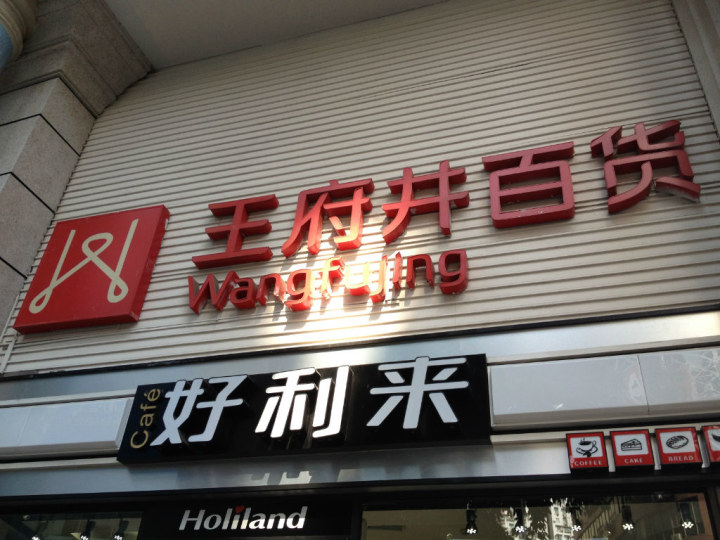 王府井百货
Wangfujing
Café
好利来
COFFEE
CAKE
BREAD
Holiland